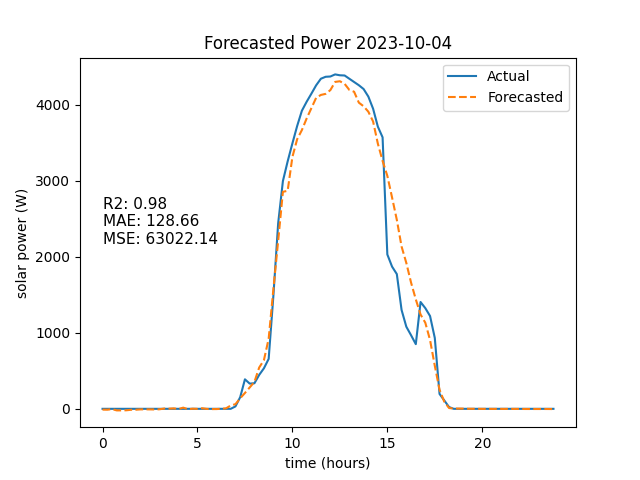 Forecasted Power 2023-10-04
Actual
Forecasted
R2: 0.98
MAE: 128.66
MSE: 63022.14
solar power (W)
4000
3000
2000
1000
0
0 5 10 15 20
time (hours)